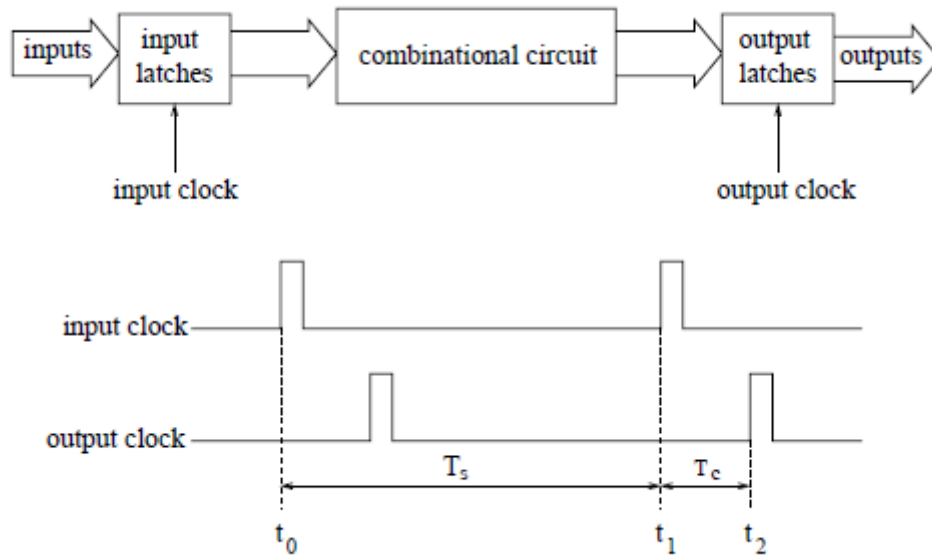 inputs
input
latches
combinational circuit
output
latches
outputs
input clock
output clock
input clock
output clock
Ts
Tc
t0
t1
t2